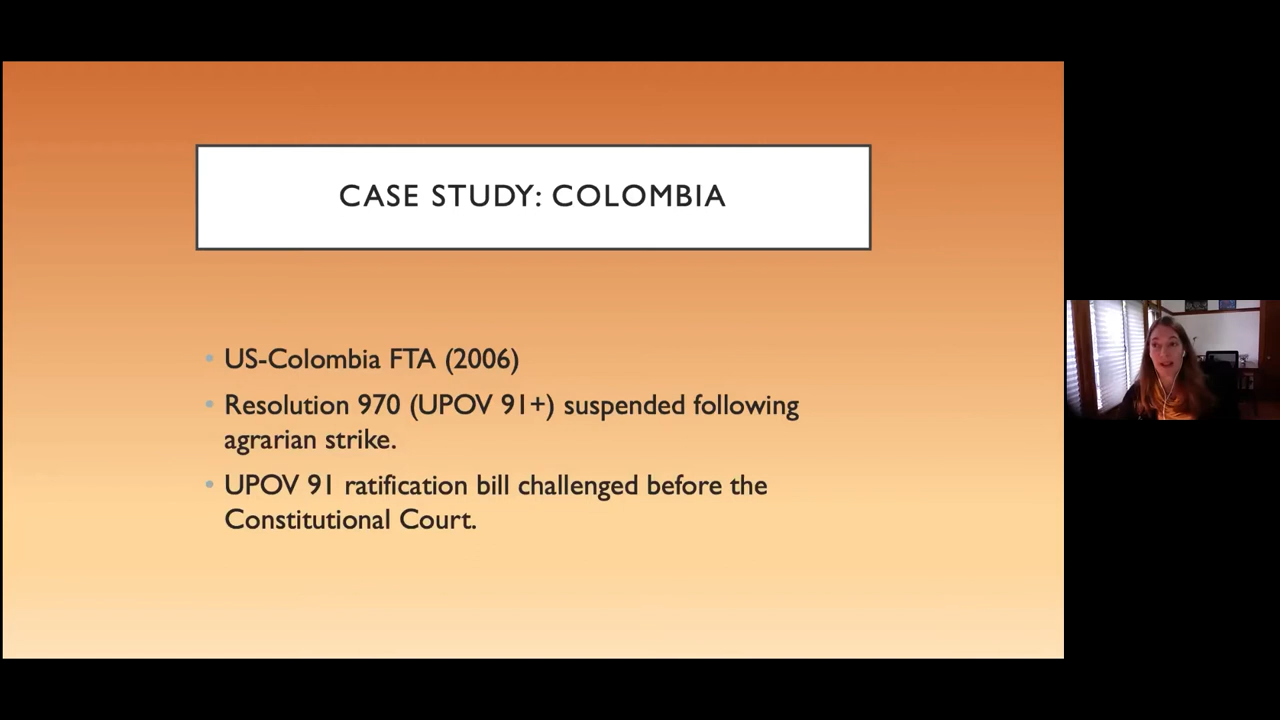 CASE STUDY: COLOMBIA
• US-Colombia FTA (2006)
• Resolution 970 (UPOV 91+) suspended following
agrarian strike.
• UPOV 91 ratification bill challenged before the
Constitutional Court.